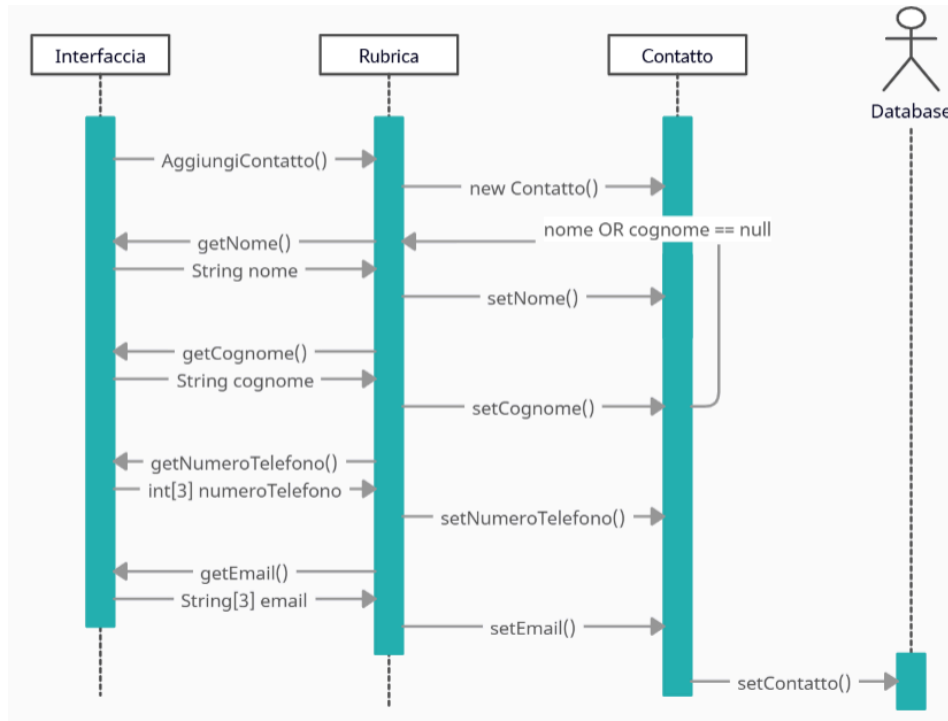 Interfaccia
Rubrica
Contatto
Database
AggiungiContatto()
new Contatto()
nome OR cognome == null
getNome()
String nome
setNome()
getCognome()
String cognome
setCognome()
getNumeroTelefono()
int[3] numeroTelefono
setNumeroTelefono()
getEmail()
String[3] email
setEmail()
setContatto()